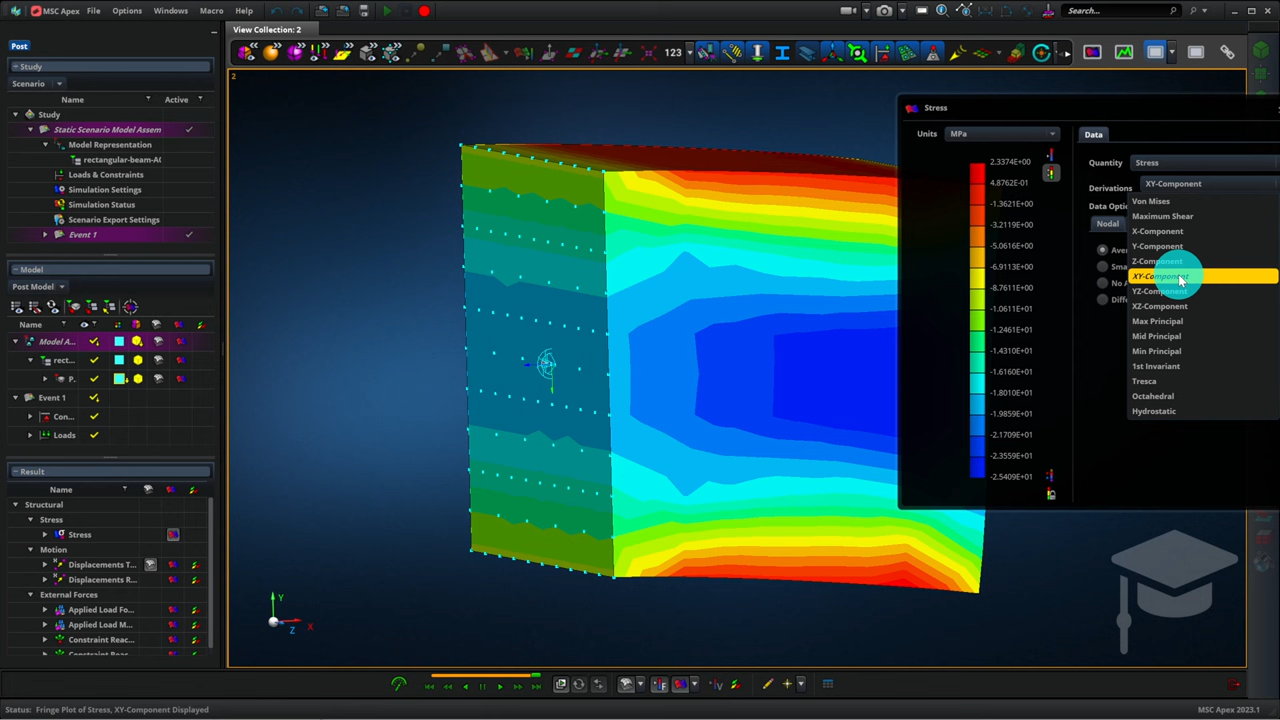 MSC Apex File Options Windows Macro Help Search...
Post
View Collection: 2
Study
Scenario
Name Active
Study
Static Scenario Model Assem
Model Representation
rectangular-beam-A
Loads & Constraints
Simulation Settings
Simulation Status
Scenario Export Settings
Event 1
Model
Post Model
Name
Model A...
rect...
P.
Event 1
Con...
Loads
Result
Name
Structural
Stress
Stress
Motion
Displacements T...
Displacements R...
External Forces
Applied Load Fo...
Applied Load M...
Constraint Reac...
Constraint Reac...
123
2
Y
X
Z
Stress
Units MPa
Data
2.3374E+00
4.8762E-01
-1.3621E+00
-3.2119E+00
-5.0616E+00
-6.9113E+00
-8.7611E+00
-1.0611E+01
-1.2461E+01
-1.4310E+01
-1.6160E+01
-1.8010E+01
-1.9859E+01
-2.1709E+01
-2.3559E+01
-2.5409E+01
Quantity Stress
Derivations XY-Component
Data Opti
Nodal
Aver
Sma
No A
Diffe
Von Mises
Maximum Shear
X-Component
Y-Component
Z-Component
XY-Component
YZ-Component
XZ-Component
Max Principal
Mid Principal
Min Principal
1st Invariant
Tresca
Octahedral
Hydrostatic
Status: Fringe Plot of Stress, XY-Component Displayed
MSC Apex 2023.1